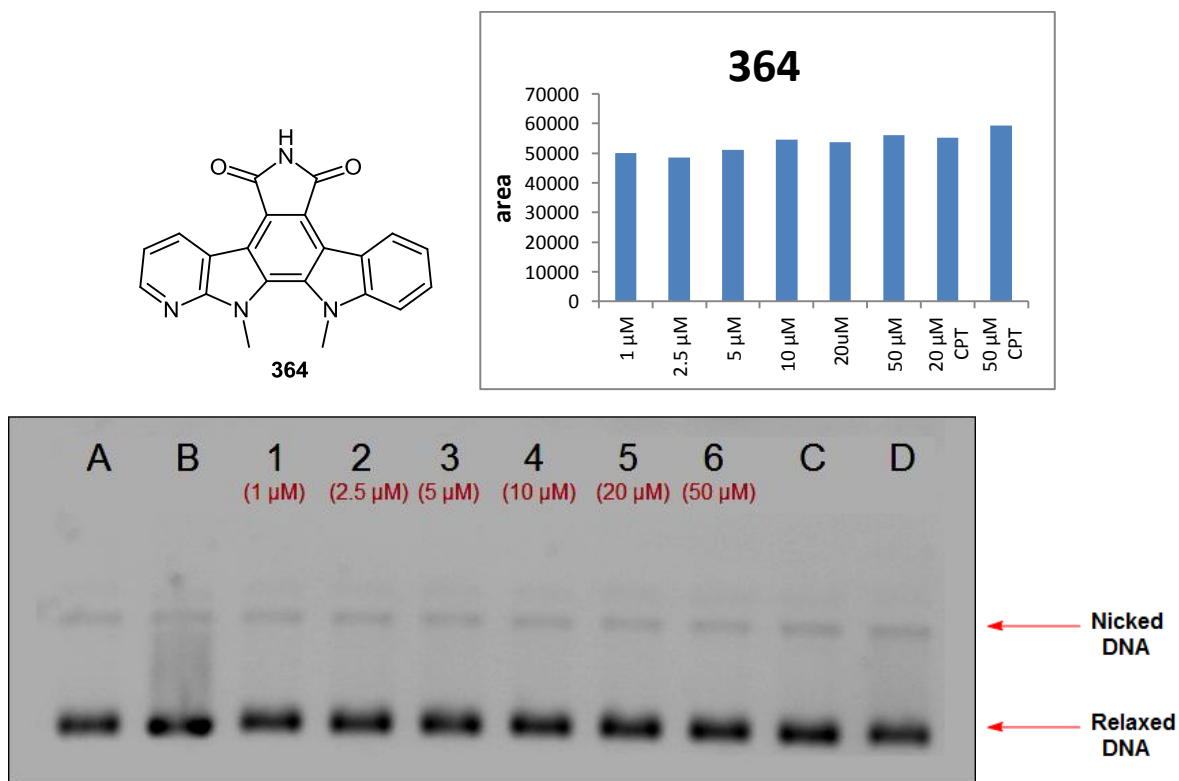 364
70000
60000
50000
40000
30000
20000
10000
0
area
1 µM
2.5 µM
5 µM
10 µM
20uM
50 µM
20 µM CPT
50 µM CPT
H
N
O
O
N
N
N
364
A B 1 2 3 4 5 6 C D
(1 µM) (2.5 µM) (5 µM) (10 µM) (20 µM) (50 µM)
Nicked
DNA
Relaxed
DNA